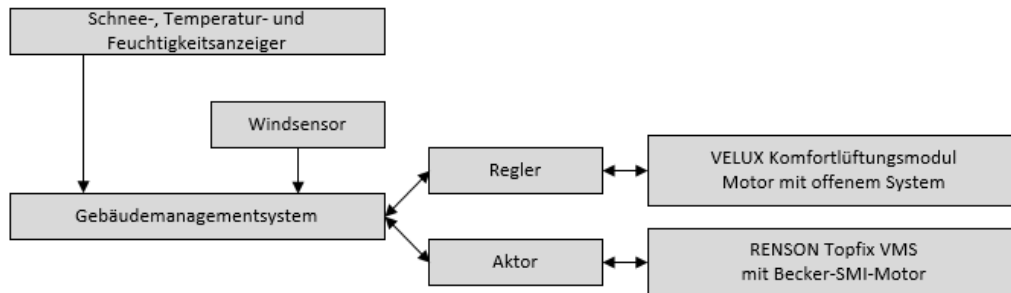 Schnee-, Temperatur- und
Feuchtigkeitsanzeiger
Windsensor
Gebäudemanagementsystem
Regler
VELUX Komfortlüftungsmodul
Motor mit offenem System
Aktor
RENSON Topfix VMS
mit Becker-SMI-Motor